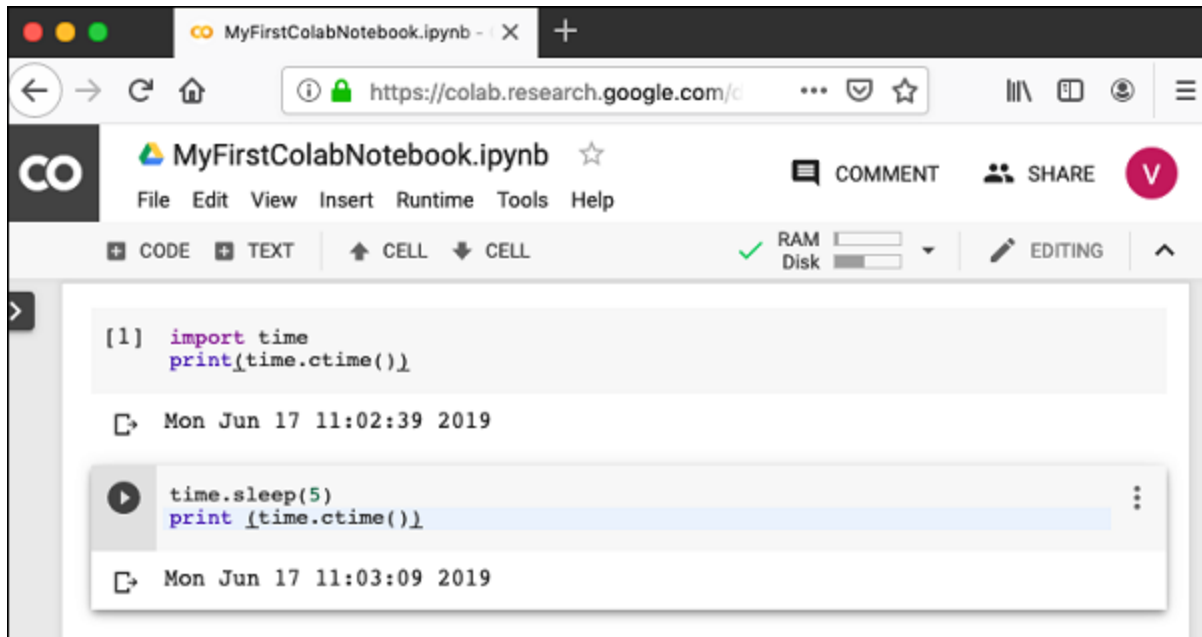 CO MyFirstColabNotebook.ipynb -
https://colab.research.google.com/
CO
MyFirstColabNotebook.ipynb
COMMENT
SHARE
V
File Edit View Insert Runtime Tools Help
CODE TEXT CELL CELL
RAM
Disk
EDITING
[1] import time
print(time.ctime())
Mon Jun 17 11:02:39 2019
time.sleep(5)
print (time.ctime())
Mon Jun 17 11:03:09 2019